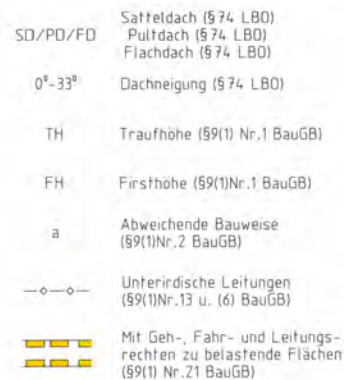 Satteldach (§74 LBO)
SD/PD/FD Pultdach (§74 LBO)
Flachdach (§74 LBO)
0°-33° Dachneigung (§74 LBO)
TH Traufhöhe (§9(1) Nr.1 BauGB)
FH Firsthöhe (§9(1)Nr.1 BauGB)
a Abweichende Bauweise
(§9(1)Nr.2 BauGB)
Unterirdische Leitungen
(§9(1)Nr.13 u. (6) BauGB)
Mit Geh-, Fahr- und Leitungs-
rechten zu belastende Flächen
(§9(1) Nr.21 BauGB)